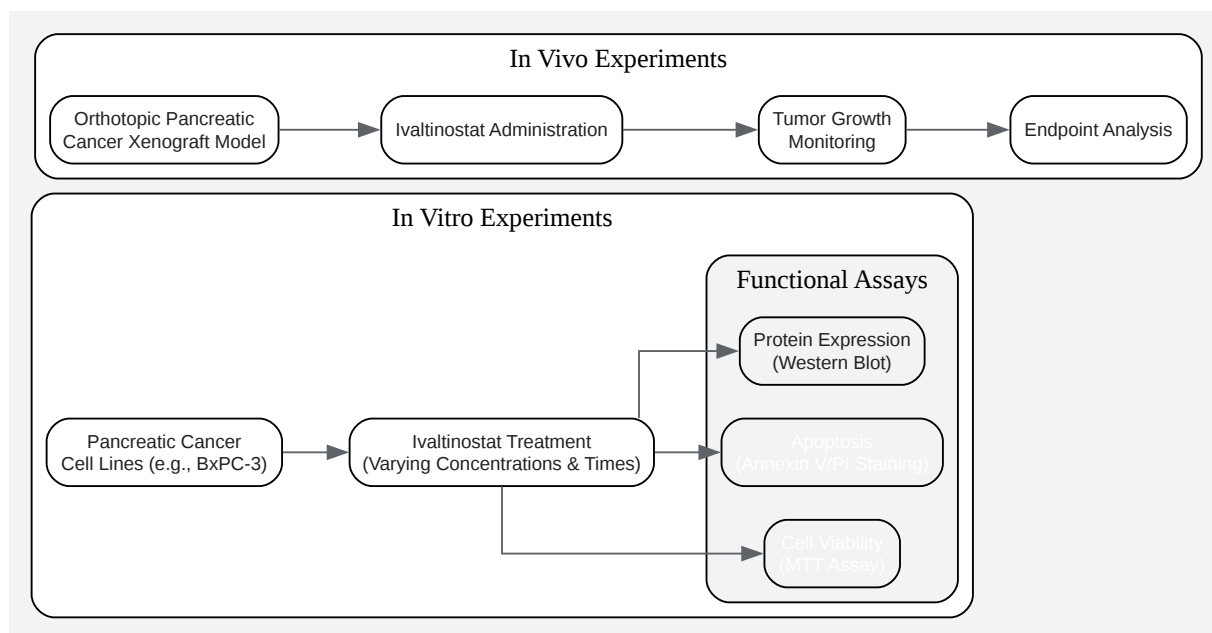 In Vivo Experiments
Orthotopic Pancreatic
Cancer Xenograft Model
Ivaltinostat Administration
Tumor Growth
Monitoring
Endpoint Analysis
In Vitro Experiments
Functional Assays
Protein Expression
(Western Blot)
Pancreatic Cancer
Cell Lines (e.g., BxPC-3)
Ivaltinostat Treatment
(Varying Concentrations & Times)
Apoptosis
(Annexin V/PI Staining)
Cell Viability
(MTT Assay)